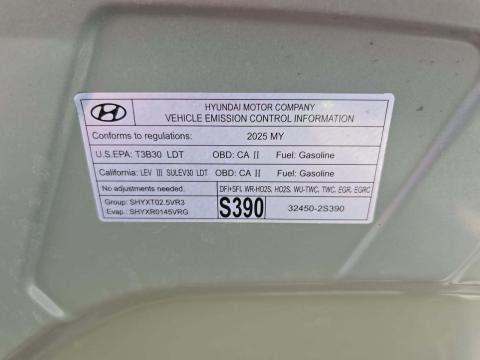 HYUNDAI MOTOR COMPANY
VEHICLE EMISSION CONTROL INFORMATION
Conforms to regulations: 2025 MY
U.S.EPA: T3B30 LDT OBD: CA II Fuel: Gasoline
California: LEV III SULEV30 LDT OBD: CA II Fuel: Gasoline
No adjustments needed. DFI+SFI, WR-HO2S, HO2S, WU-TWC, TWC, EGR, EGRC
Group: SHYXT02.5VR3 S390 32450-2S390
Evap.: SHYXR0145VRG